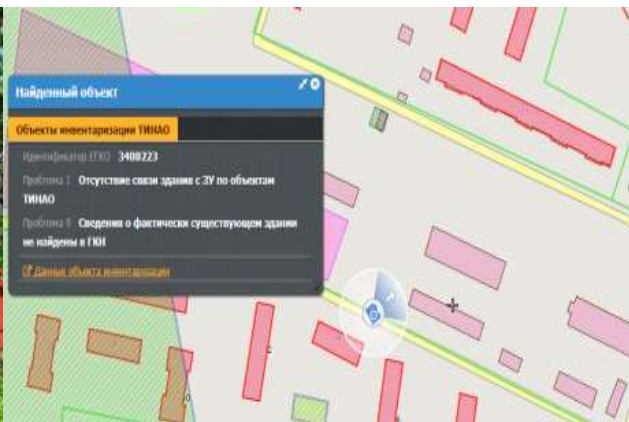 Найденный объект
Объекты инвентаризации ТИНАО
Идентификатор ЕГКО 3408223
Проблема 1 Отсутствие связи здания с ЗУ по объектам
ТИНАО
Проблема 9 Сведения о фактически существующем здании
не найдены в ГКН
Данные объекта инвентаризации